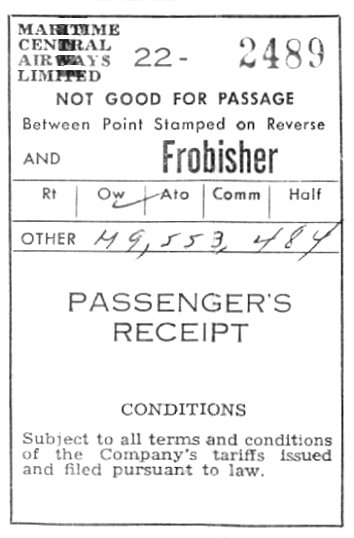 MARITIME
CENTRAL
AIRWAYS
LIMITED
22- 2489
NOT GOOD FOR PASSAGE
Between Point Stamped on Reverse
AND Frobisher
Rt Ow Ato Comm Half
OTHER M9,553,484
PASSENGER'S
RECEIPT
CONDITIONS
Subject to all terms and conditions
of the Company's tariffs issued
and filed pursuant to law.